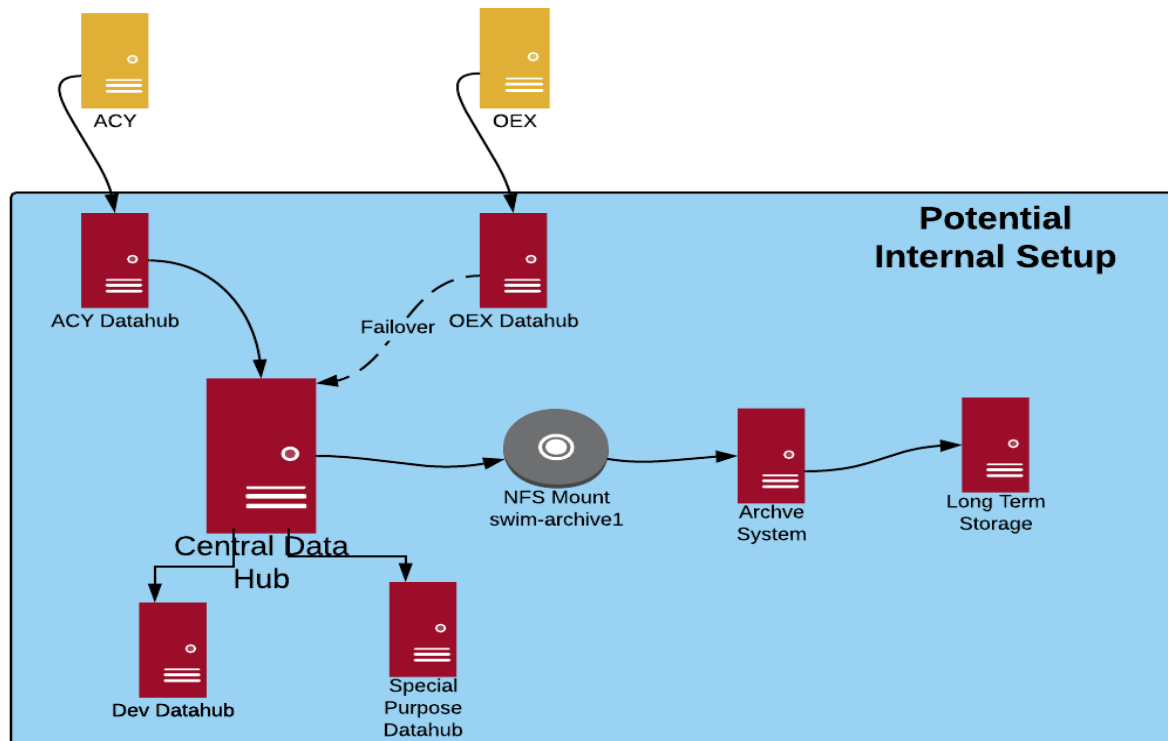 ACY
OEX
Potential
Internal Setup
ACY Datahub
Failover
OEX Datahub
NFS Mount
swim-archive1
Archve
System
Long Term
Storage
Central Data
Hub
Dev Datahub
Special
Purpose
Datahub